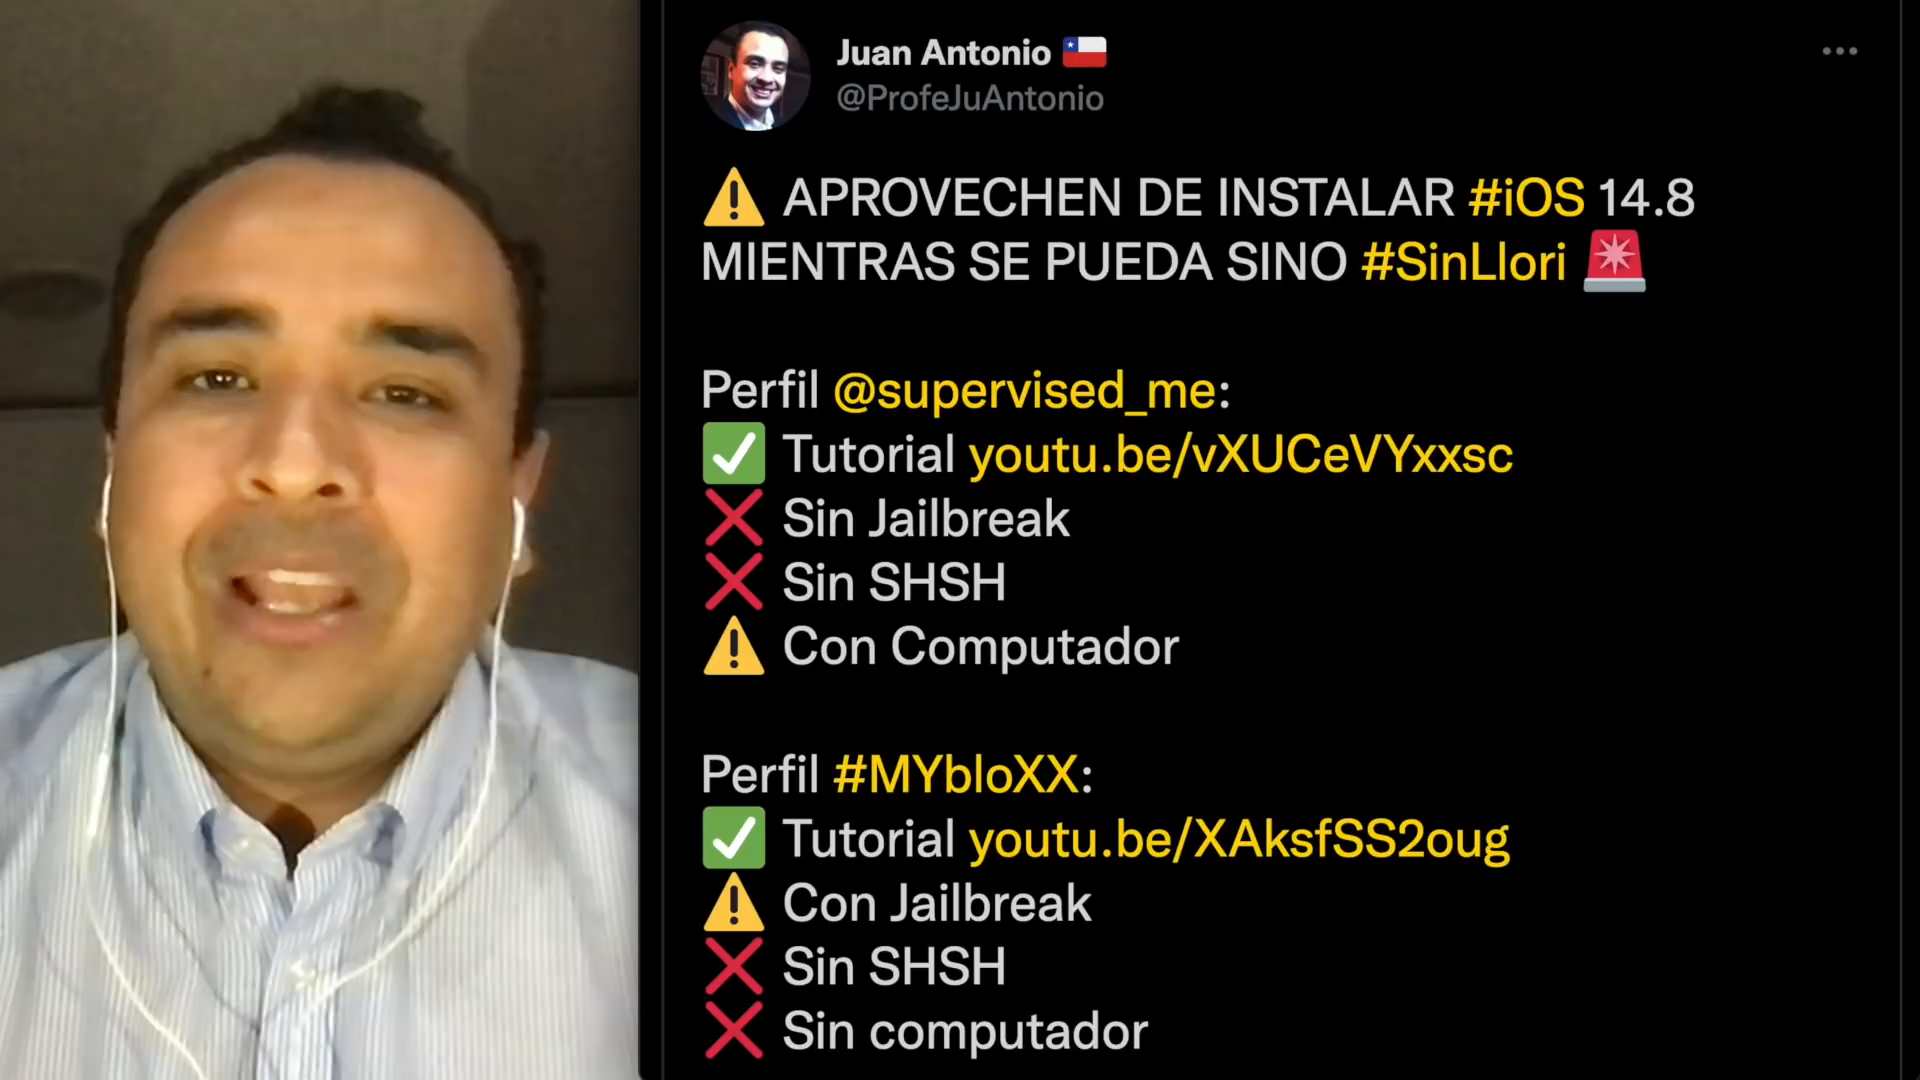 Juan Antonio 🇨🇱
@ProfeJuAntonio
⚠️ APROVECHEN DE INSTALAR #iOS 14.8
MIENTRAS SE PUEDA SINO #SinLlori 🚨
Perfil @supervised_me:
✅ Tutorial youtu.be/vXUCeVYxxsc
❌ Sin Jailbreak
❌ Sin SHSH
⚠️ Con Computador
Perfil #MYbloXX:
✅ Tutorial youtu.be/XAksfSS2oug
⚠️ Con Jailbreak
❌ Sin SHSH
❌ Sin computador